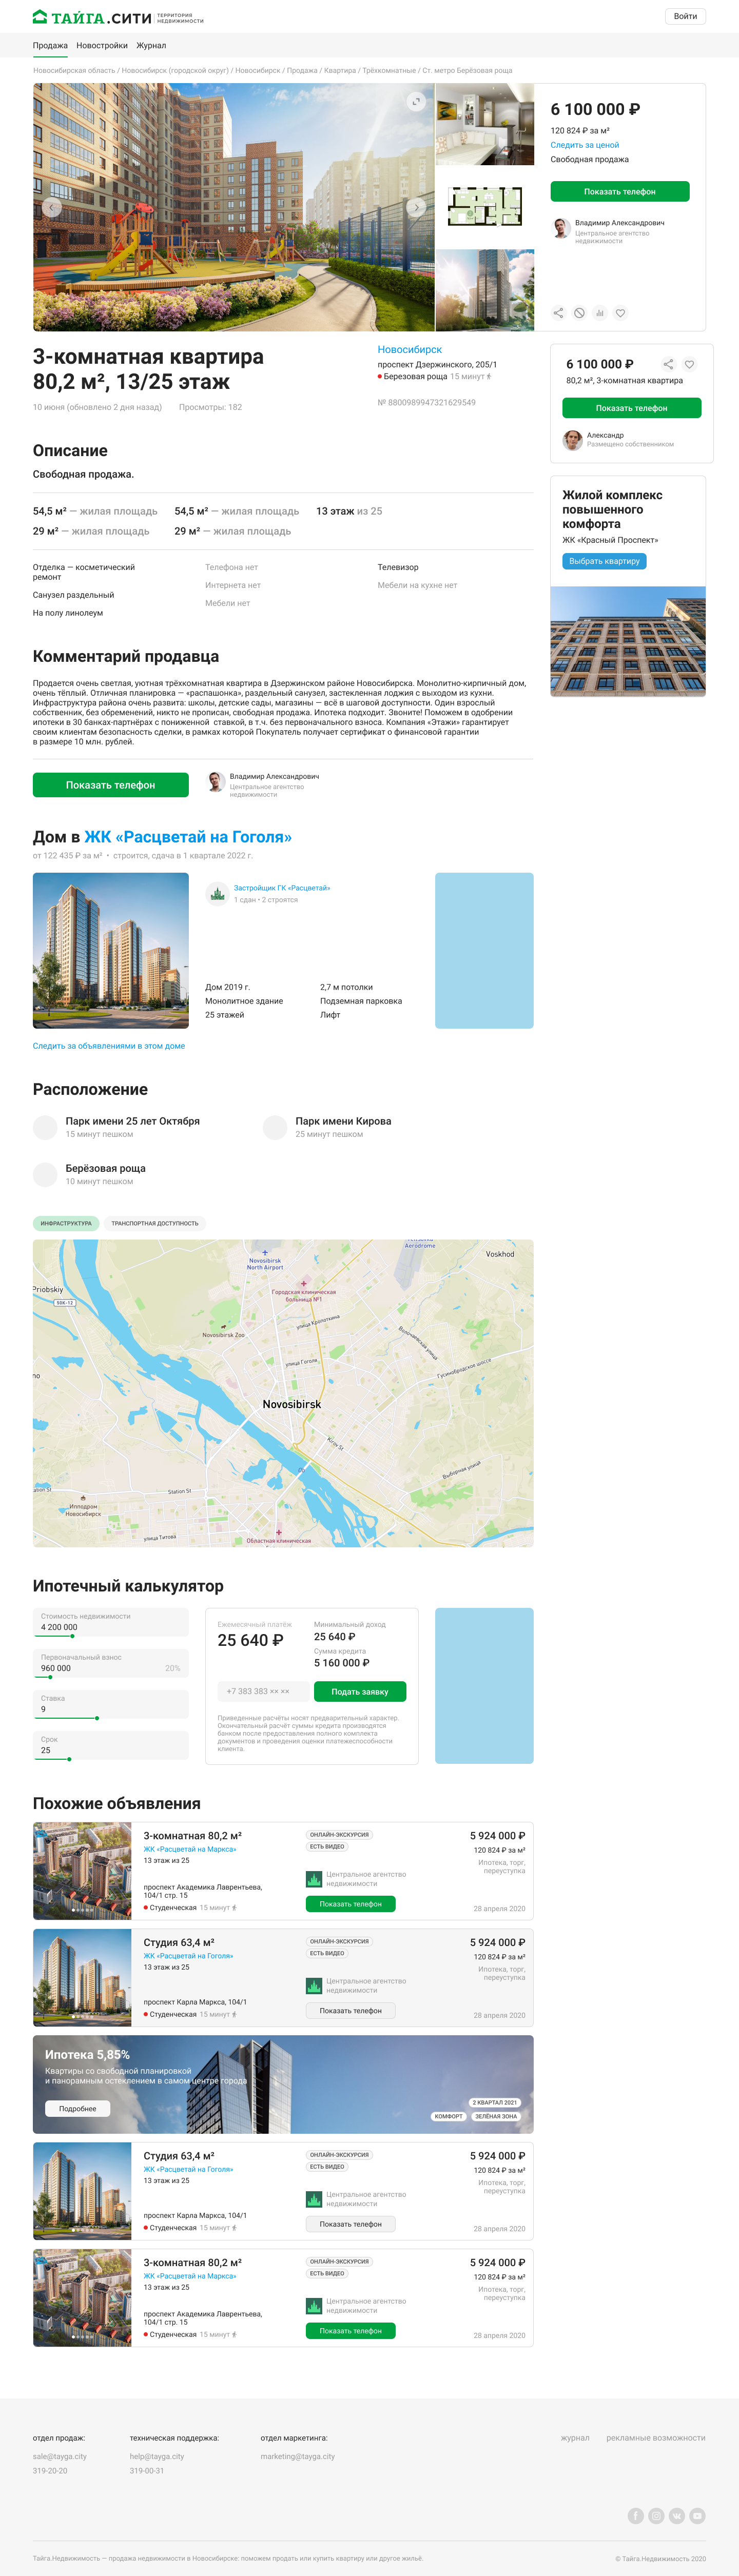 ТАЙГА.СИТИ
ТЕРРИТОРИЯ
НЕДВИЖИМОСТИ
Войти
Продажа Новостройки Журнал
Новосибирская область / Новосибирск (городской округ) / Новосибирск / Продажа / Квартира / Трёхкомнатные / Ст. метро Берёзовая роща
6 100 000 ₽
120 824 ₽ за м²
Следить за ценой
Свободная продажа
Показать телефон
Владимир Александрович
Центральное агентство
недвижимости
3-комнатная квартира
80,2 м², 13/25 этаж
10 июня (обновлено 2 дня назад) Просмотры: 182
Новосибирск
проспект Дзержинского, 205/1
Березовая роща 15 минут
№ 8800989947321629549
6 100 000 ₽
80,2 м², 3-комнатная квартира
Показать телефон
Александр
Размещено собственником
Жилой комплекс
повышенного
комфорта
ЖК «Красный Проспект»
Выбрать квартиру
Описание
Свободная продажа.
54,5 м² — жилая площадь 54,5 м² — жилая площадь 13 этаж из 25
29 м² — жилая площадь 29 м² — жилая площадь
Отделка — косметический
ремонт
Санузел раздельный
На полу линолеум
Телефона нет
Интернета нет
Мебели нет
Телевизор
Мебели на кухне нет
Комментарий продавца
Продается очень светлая, уютная трёхкомнатная квартира в Дзержинском районе Новосибирска. Монолитно-кирпичный дом,
очень тёплый. Отличная планировка — «распашонка», раздельный санузел, застекленная лоджия с выходом из кухни.
Инфраструктура района очень развита: школы, детские сады, магазины — всё в шаговой доступности. Один взрослый
собственник, без обременений, никто не прописан, свободная продажа. Ипотека подходит. Звоните! Поможем в одобрении
ипотеки в 30 банках-партнёрах с пониженной ставкой, в т.ч. без первоначального взноса. Компания «Этажи» гарантирует
своим клиентам безопасность сделки, в рамках которой Покупатель получает сертификат о финансовой гарантии
в размере 10 млн. рублей.
Показать телефон
Владимир Александрович
Центральное агентство
недвижимости
Дом в ЖК «Расцветай на Гоголя»
от 122 435 ₽ за м² • строится, сдача в 1 квартале 2022 г.
Застройщик ГК «Расцветай»
1 сдан • 2 строятся
Дом 2019 г. 2,7 м потолки
Монолитное здание Подземная парковка
25 этажей Лифт
Следить за объявлениями в этом доме
Расположение
Парк имени 25 лет Октября
15 минут пешком
Парк имени Кирова
25 минут пешком
Берёзовая роща
10 минут пешком
ИНФРАСТРУКТУРА ТРАНСПОРТНАЯ ДОСТУПНОСТЬ
Aerodrome
Voskhod
Novosibirsk
North Airport
Городская клиническая
больница №1
Priobskiy
50К-12
улица Кропоткина
Novosibirsk Zoo
Волочаевская улица
улица Гоголя
Гусинобродское шоссе
Novosibirsk
Kirov St
Выборная улица
Station St
Ипподром
Новосибирск
улица Титова
Областная клиническая
Ипотечный калькулятор
Стоимость недвижимости
4 200 000
Первоначальный взнос
960 000 20%
Ставка
9
Срок
25
Ежемесячный платёж
25 640 ₽
Минимальный доход
25 640 ₽
Сумма кредита
5 160 000 ₽
+7 383 383 ×× ××
Подать заявку
Приведенные расчёты носят предварительный характер.
Окончательный расчёт суммы кредита производятся
банком после предоставления полного комплекта
документов и проведения оценки платежеспособности
клиента.
Похожие объявления
3-комнатная 80,2 м²
ЖК «Расцветай на Маркса»
13 этаж из 25
проспект Академика Лаврентьева,
104/1 стр. 15
Студенческая 15 минут
ОНЛАЙН-ЭКСКУРСИЯ
ЕСТЬ ВИДЕО
Центральное агентство
недвижимости
Показать телефон
5 924 000 ₽
120 824 ₽ за м²
Ипотека, торг,
переуступка
28 апреля 2020
Студия 63,4 м²
ЖК «Расцветай на Гоголя»
13 этаж из 25
проспект Карла Маркса, 104/1
Студенческая 15 минут
ОНЛАЙН-ЭКСКУРСИЯ
ЕСТЬ ВИДЕО
Центральное агентство
недвижимости
Показать телефон
5 924 000 ₽
120 824 ₽ за м²
Ипотека, торг,
переуступка
28 апреля 2020
Ипотека 5,85%
Квартиры со свободной планировкой
и панорамным остеклением в самом центре города
Подробнее
2 КВАРТАЛ 2021
КОМФОРТ ЗЕЛЁНАЯ ЗОНА
Студия 63,4 м²
ЖК «Расцветай на Гоголя»
13 этаж из 25
проспект Карла Маркса, 104/1
Студенческая 15 минут
ОНЛАЙН-ЭКСКУРСИЯ
ЕСТЬ ВИДЕО
Центральное агентство
недвижимости
Показать телефон
5 924 000 ₽
120 824 ₽ за м²
Ипотека, торг,
переуступка
28 апреля 2020
3-комнатная 80,2 м²
ЖК «Расцветай на Маркса»
13 этаж из 25
проспект Академика Лаврентьева,
104/1 стр. 15
Студенческая 15 минут
ОНЛАЙН-ЭКСКУРСИЯ
ЕСТЬ ВИДЕО
Центральное агентство
недвижимости
Показать телефон
5 924 000 ₽
120 824 ₽ за м²
Ипотека, торг,
переуступка
28 апреля 2020
отдел продаж:
sale@tayga.city
319-20-20
техническая поддержка:
help@tayga.city
319-00-31
отдел маркетинга:
marketing@tayga.city
журнал рекламные возможности
Тайга.Недвижимость — продажа недвижимости в Новосибирске: поможем продать или купить квартиру или другое жильё.
© Тайга.Недвижимость 2020